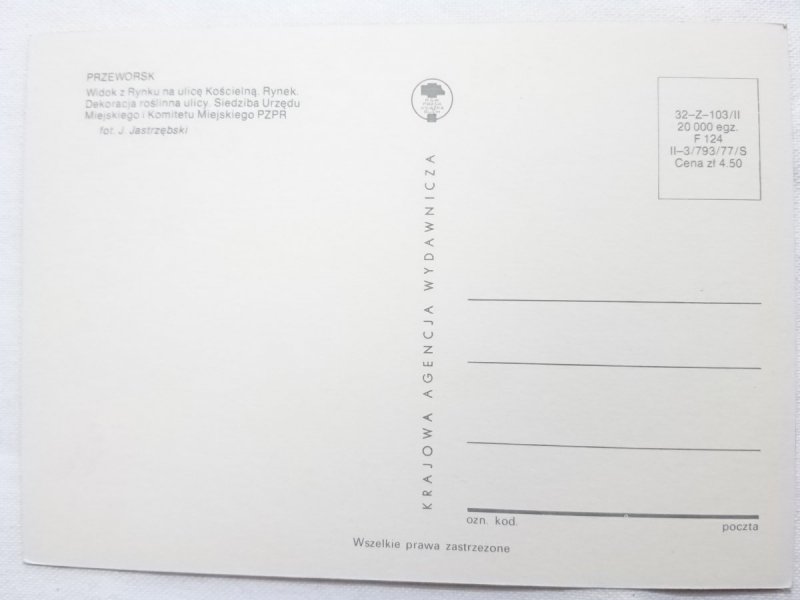 PRZEWORSK
Widok z Rynku na ulicę Kościelną. Rynek.
Dekoracja roślinna ulicy. Siedziba Urzędu
Miejskiego i Komitetu Miejskiego PZPR
fot. J. Jastrzębski
KRAJOWA AGENCJA WYDAWNICZA
32–Z–103/II
20 000 egz.
F 124
II–3/793/77/S
Cena zł 4.50
ozn. kod.
poczta
Wszelkie prawa zastrzeżone